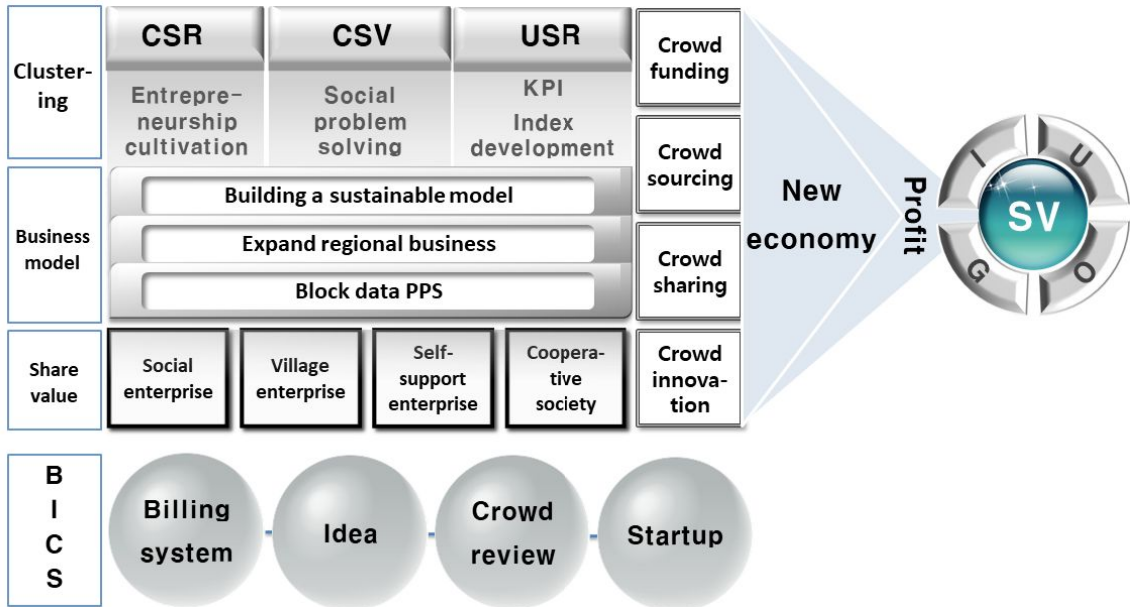 Cluster-
ing
CSR
CSV
USR
Entrepre-
neurship
cultivation
Social
problem
solving
KPI
Index
development
Crowd
funding
Crowd
sourcing
Business
model
Building a sustainable model
Expand regional business
Block data PPS
Crowd
sharing
Share
value
Social
enterprise
Village
enterprise
Self-
support
enterprise
Coopera-
tive
society
Crowd
innova-
tion
New
economy
Profit
I
U
SV
G
O
B
I
C
S
Billing
system
Idea
Crowd
review
Startup